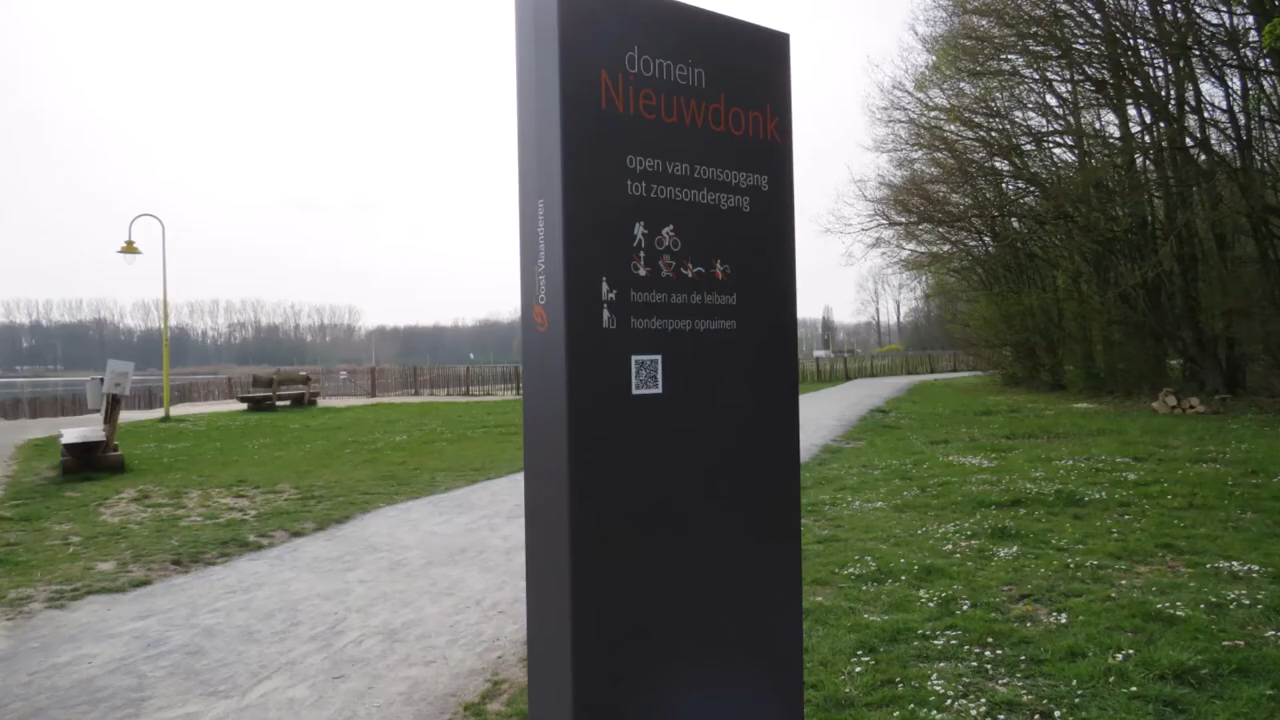 domein
Nieuwdonk
open van zonsopgang
tot zonsondergang
honden aan de leiband
hondenpoep opruimen
Oost-Vlaanderen